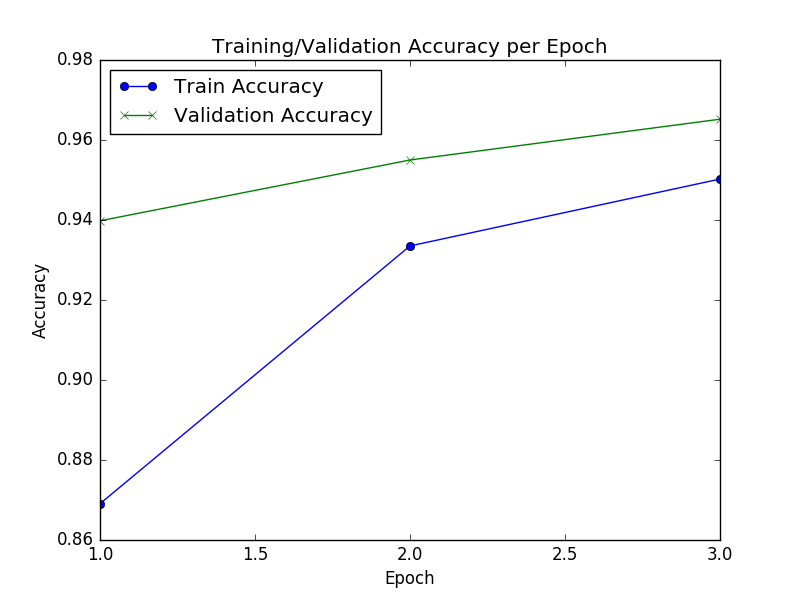 Training/Validation Accuracy per Epoch
0.98
Train Accuracy
Validation Accuracy
0.96
0.94
0.92
Accuracy
0.90
0.88
0.86
1.0 1.5 2.0 2.5 3.0
Epoch